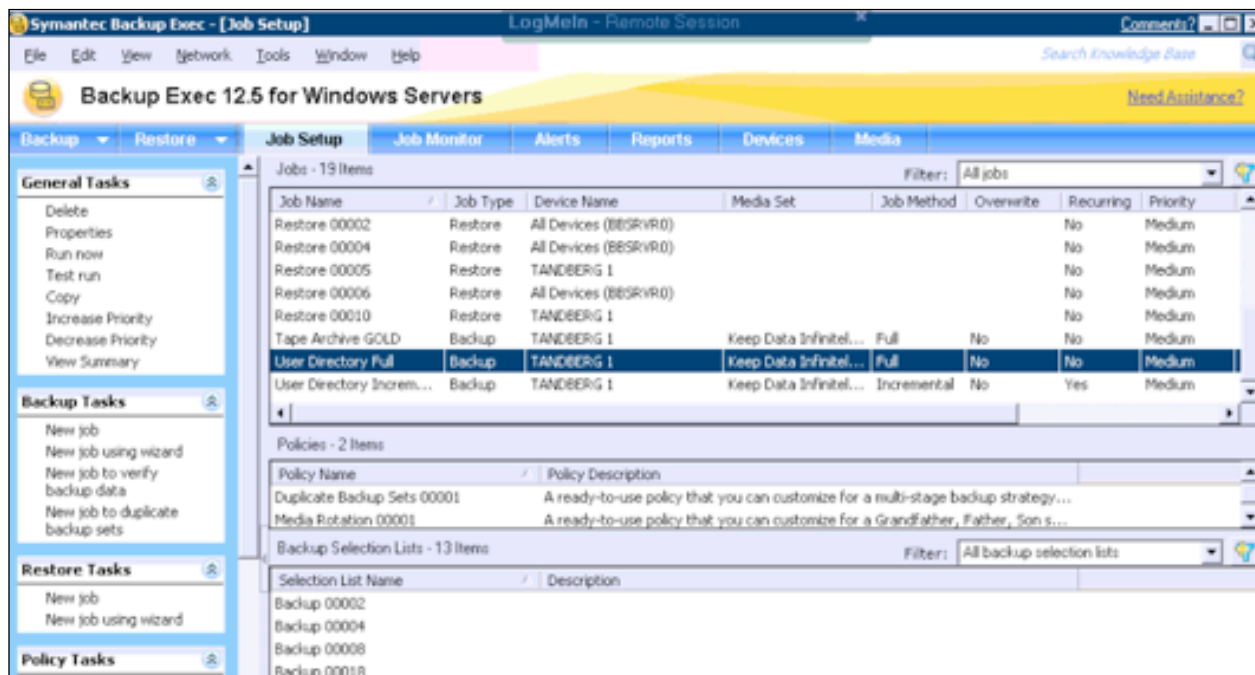 Symantec Backup Exec - [Job Setup] LogMeIn - Remote Session Comments?
File Edit View Network Tools Window Help Search Knowledge Base
Backup Exec 12.5 for Windows Servers Need Assistance?
Backup Restore Job Setup Job Monitor Alerts Reports Devices Media
General Tasks
Delete
Properties
Run now
Test run
Copy
Increase Priority
Decrease Priority
View Summary
Backup Tasks
New job
New job using wizard
New job to verify
backup data
New job to duplicate
backup sets
Restore Tasks
New job
New job using wizard
Policy Tasks
Jobs - 19 Items Filter: All jobs
Job Name Job Type Device Name Media Set Job Method Overwrite Recurring Priority
Restore 00002 Restore All Devices (BBSRVR0) No Medium
Restore 00004 Restore All Devices (BBSRVR0) No Medium
Restore 00005 Restore TANDBERG 1 No Medium
Restore 00006 Restore All Devices (BBSRVR0) No Medium
Restore 00010 Restore TANDBERG 1 No Medium
Tape Archive GOLD Backup TANDBERG 1 Keep Data Infinitel... Full No No Medium
User Directory Full Backup TANDBERG 1 Keep Data Infinitel... Full No No Medium
User Directory Increm... Backup TANDBERG 1 Keep Data Infinitel... Incremental No Yes Medium
Policies - 2 Items
Policy Name Policy Description
Duplicate Backup Sets 00001 A ready-to-use policy that you can customize for a multi-stage backup strategy...
Media Rotation 00001 A ready-to-use policy that you can customize for a Grandfather, Father, Son s...
Backup Selection Lists - 13 Items Filter: All backup selection lists
Selection List Name Description
Backup 00002
Backup 00004
Backup 00008
Backup 00018